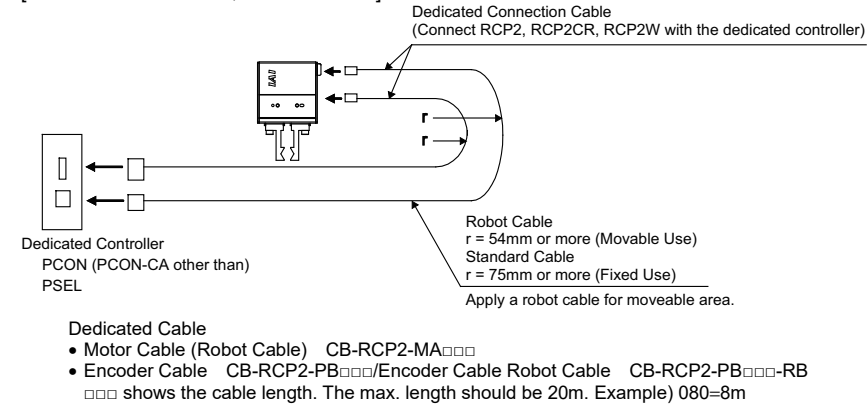 Dedicated Connection Cable
(Connect RCP2, RCP2CR, RCP2W with the dedicated controller)
IAI
r
r
Robot Cable
r = 54mm or more (Movable Use)
Standard Cable
r = 75mm or more (Fixed Use)
Apply a robot cable for moveable area.
Dedicated Controller
PCON (PCON-CA other than)
PSEL
Dedicated Cable
• Motor Cable (Robot Cable) CB-RCP2-MA□□□
• Encoder Cable CB-RCP2-PB□□□/Encoder Cable Robot Cable CB-RCP2-PB□□□-RB
□□□ shows the cable length. The max. length should be 20m. Example) 080=8m